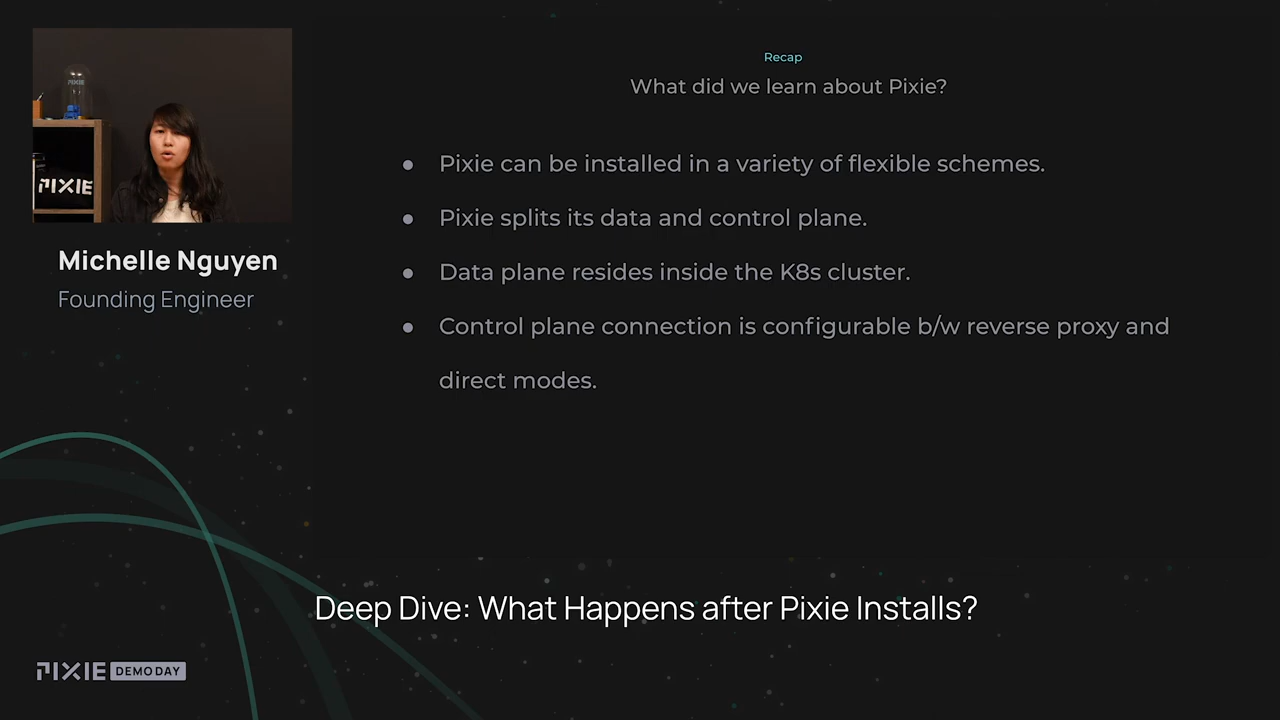 Recap
What did we learn about Pixie?
PIXIE
PIXIE
Michelle Nguyen
Founding Engineer
● Pixie can be installed in a variety of flexible schemes.
● Pixie splits its data and control plane.
● Data plane resides inside the K8s cluster.
● Control plane connection is configurable b/w reverse proxy and
direct modes.
Deep Dive: What Happens after Pixie Installs?
PIXIE DEMO DAY